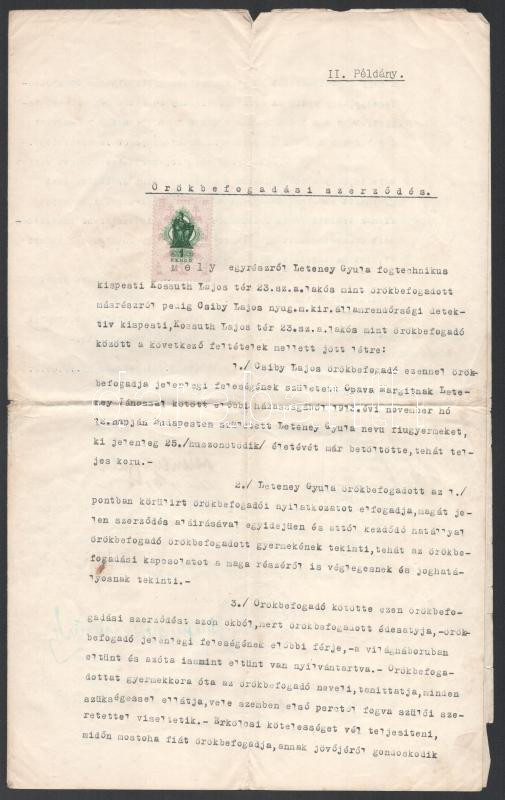 II. Példány.
Örökbefogadási szerződés.
1
Mely egyrészről Leteney Gyula fogtechnikus
kispesti Kossuth Lajos tér 23.sz.a.lakós mint örökbefogadott
másrészről pedig Csiby Lajos nyug.m.kir.államrendőrségi detek-
tiv kispesti,Kossuth Lajos tér 23.sz.a.lakós mint örökbefogadó
között a következő feltételek mellett jött létre:
1./ Csiby Lajos örökbefogadó ezennel örök-
befogadja jelenlegi feleségének született Opava Margitnak Lete-
ney Jánossal kötött előbbi házasságából 1913.évi november hó
12.napján Budapesten született Leteney Gyula nevü fiugyermeket,
ki jelenleg 25./huszonötödik/ életévét már betöltötte,tehát tel-
jes koru.-
2./ Leteney Gyula örökbefogadott az 1./
pontban körülirt örökbefogadói nyilatkozatot elfogadja,magát je-
len szerződés aláirásával egyidejüen és attól kezdődő hatállyal
örökbefogadó örökbefogadott gyermekének tekinti,tehát az örökbe-
fogadási kapcsolatot a maga részéről is véglegesnek és jogható-
lyosnak tekinti.-
3./ Örökbefogadó kötötte ezen örökbefo-
gadási szerződést azon okból,mert örökbefogadott édesatyja,-örök-
befogadó jelenlegi feleségének előbbi férje,-a világháboruban
eltünt és azóta is mint eltünt van nyilvántartva.- Örökbefoga-
dottat gyermekkora óta az örökbefogadó neveli,tanittatja,minden
szükségessel ellátja,vele szemben első perctől fogva szülői sze-
retettel viseltetik.- Erkölcsi kötelességet vél teljesiteni,
midőn mostoha fiát örökbefogadja,annak jövőjéről gondoskodik